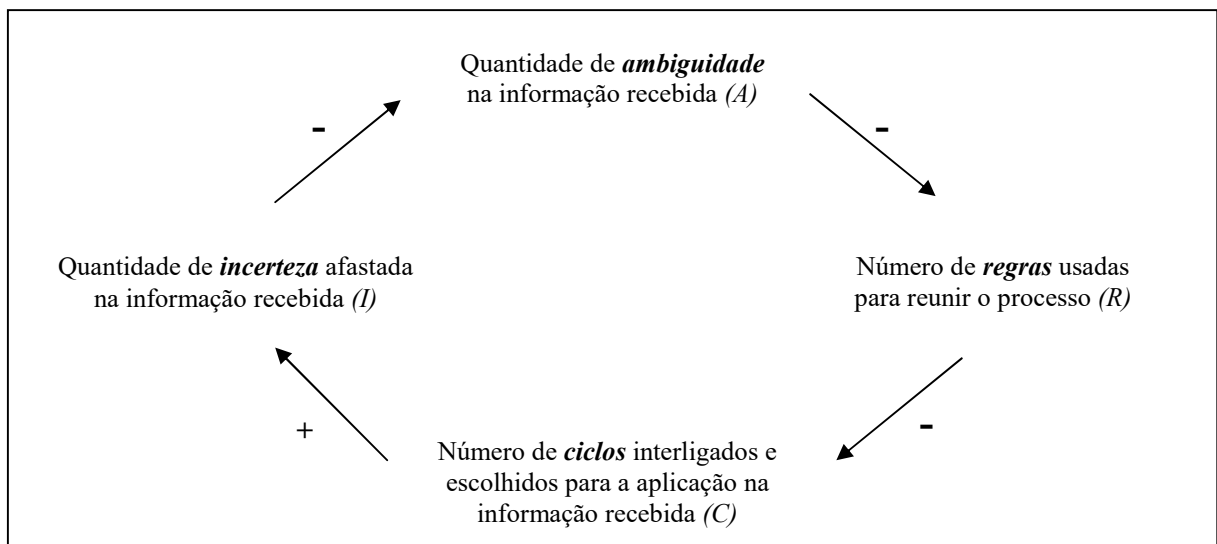 Quantidade de ambiguidade
na informação recebida (A)
-
-
Quantidade de incerteza afastada
na informação recebida (I)
Número de regras usadas
para reunir o processo (R)
+
-
Número de ciclos interligados e
escolhidos para a aplicação na
informação recebida (C)